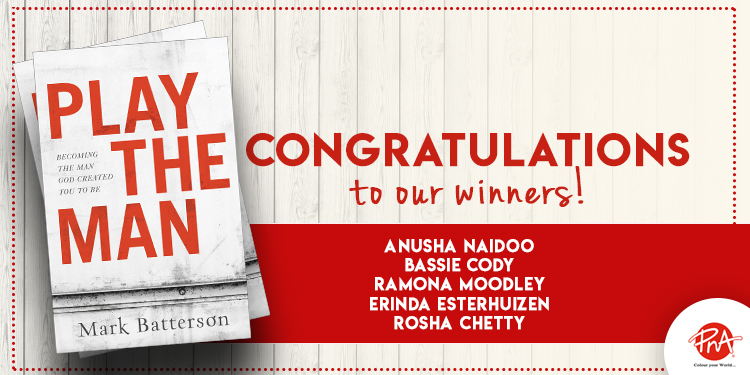 PLAY
THE
MAN
BECOMING
THE MAN
GOD CREATED
YOU TO BE
Mark Batterson
CONGRATULATIONS
to our winners!
ANUSHA NAIDOO
BASSIE CODY
RAMONA MOODLEY
ERINDA ESTERHUIZEN
ROSHA CHETTY
PNA
Colour your World...